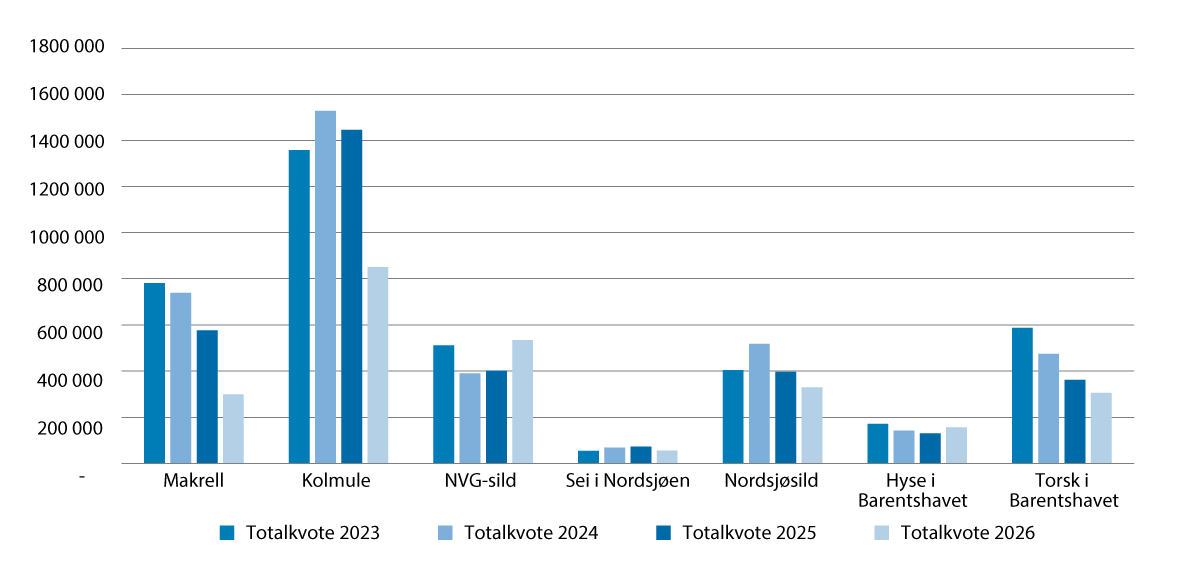 1800 000
1600 000
1400 000
1200 000
1000 000
800 000
600 000
400 000
200 000
-
Makrell
Kolmule
NVG-sild
Sei i Nordsjøen
Nordsjøsild
Hyse i
Barentshavet
Torsk i
Barentshavet
Totalkvote 2023
Totalkvote 2024
Totalkvote 2025
Totalkvote 2026